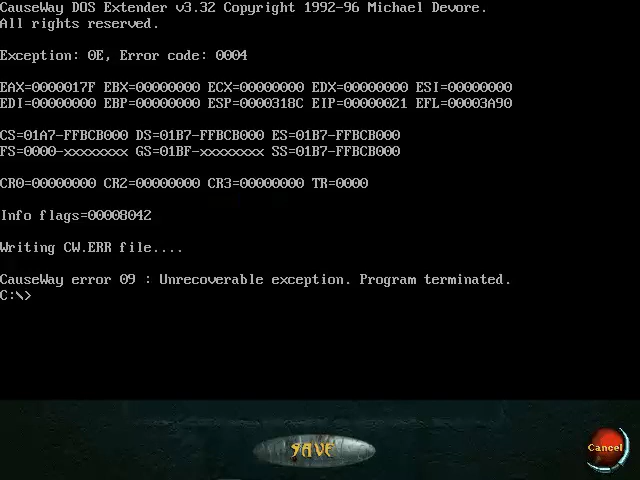 CauseWay DOS Extender v3.32 Copyright 1992-96 Michael Devore.
All rights reserved.
Exception: 0E, Error code: 0004
EAX=0000017F EBX=00000000 ECX=00000000 EDX=00000000 ESI=00000000
EDI=00000000 EBP=00000000 ESP=0000318C EIP=00000021 EFL=00003A90
CS=01A7-FFBCB000 DS=01B7-FFBCB000 ES=01B7-FFBCB000
FS=0000-xxxxxxxx GS=01BF-xxxxxxxx SS=01B7-FFBCB000
CR0=00000000 CR2=00000000 CR3=00000000 TR=0000
Info flags=00008042
Writing CW.ERR file....
CauseWay error 09 : Unrecoverable exception. Program terminated.
C:\>
SAVE
Cancel